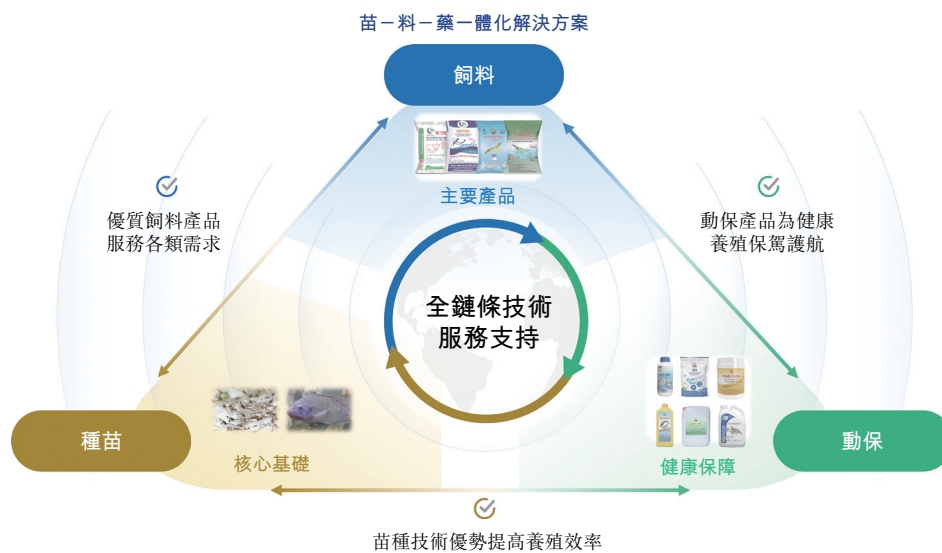 苗－料－藥一體化解決方案
飼料
主要產品
優質飼料產品
服務各類需求
動保產品為健康
養殖保駕護航
全鏈條技術
服務支持
種苗
核心基礎
健康保障
動保
苗種技術優勢提高養殖效率